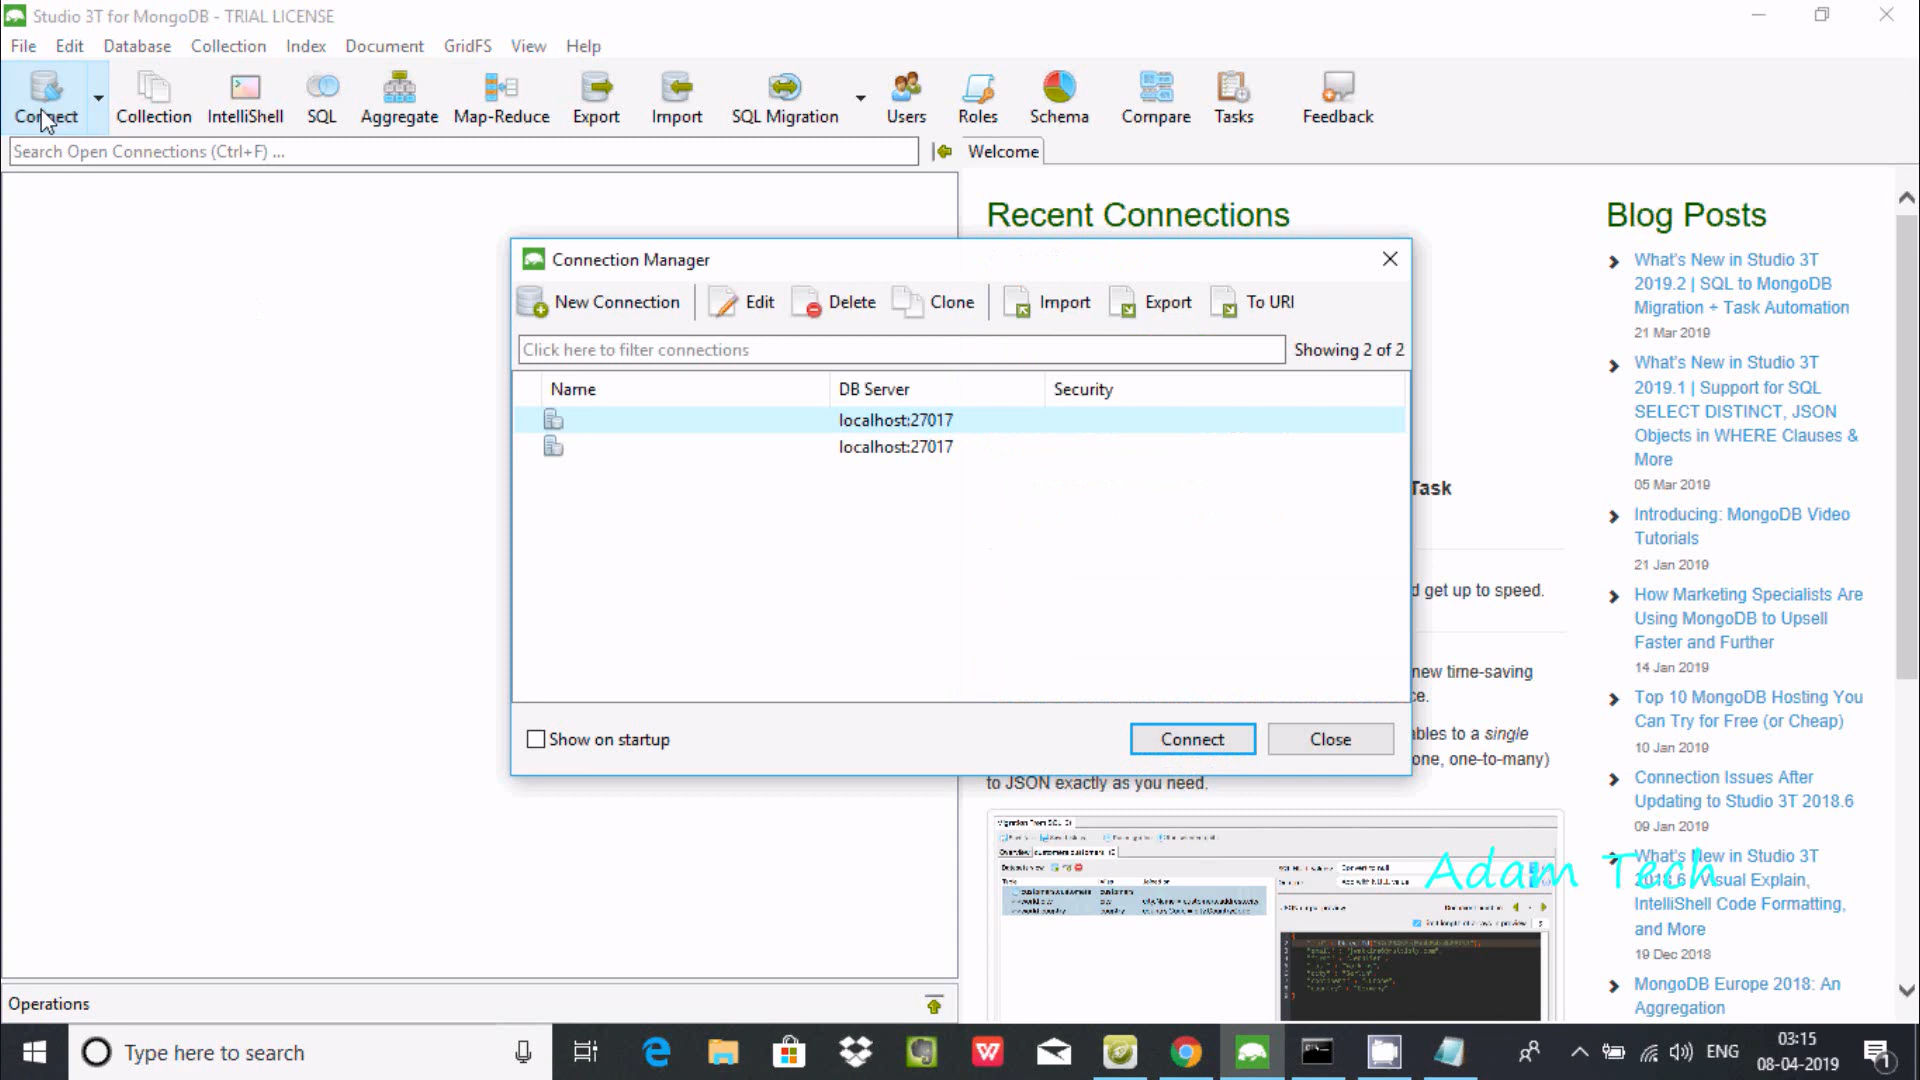 Studio 3T for MongoDB - TRIAL LICENSE
File Edit Database Collection Index Document GridFS View Help
Connect Collection IntelliShell SQL Aggregate Map-Reduce Export Import SQL Migration Users Roles Schema Compare Tasks Feedback
Search Open Connections (Ctrl+F) ...
Welcome
Recent Connections
Connection Manager
New Connection Edit Delete Clone Import Export To URI
Click here to filter connections
Showing 2 of 2
Name DB Server Security
localhost:27017
localhost:27017
Show on startup
Connect Close
Task
get up to speed.
new time-saving
single
one, one-to-many)
to JSON exactly as you need.
Blog Posts
What's New in Studio 3T
2019.2 | SQL to MongoDB
Migration + Task Automation
21 Mar 2019
What's New in Studio 3T
2019.1 | Support for SQL
SELECT DISTINCT, JSON
Objects in WHERE Clauses &
More
05 Mar 2019
Introducing: MongoDB Video
Tutorials
21 Jan 2019
How Marketing Specialists Are
Using MongoDB to Upsell
Faster and Further
14 Jan 2019
Top 10 MongoDB Hosting You
Can Try for Free (or Cheap)
10 Jan 2019
Connection Issues After
Updating to Studio 3T 2018.6
09 Jan 2019
What's New in Studio 3T
2018.6 | Visual Explain,
IntelliShell Code Formatting,
and More
19 Dec 2018
MongoDB Europe 2018: An
Aggregation
Adam Tech
Operations
Type here to search
ENG
03:15
08-04-2019
1